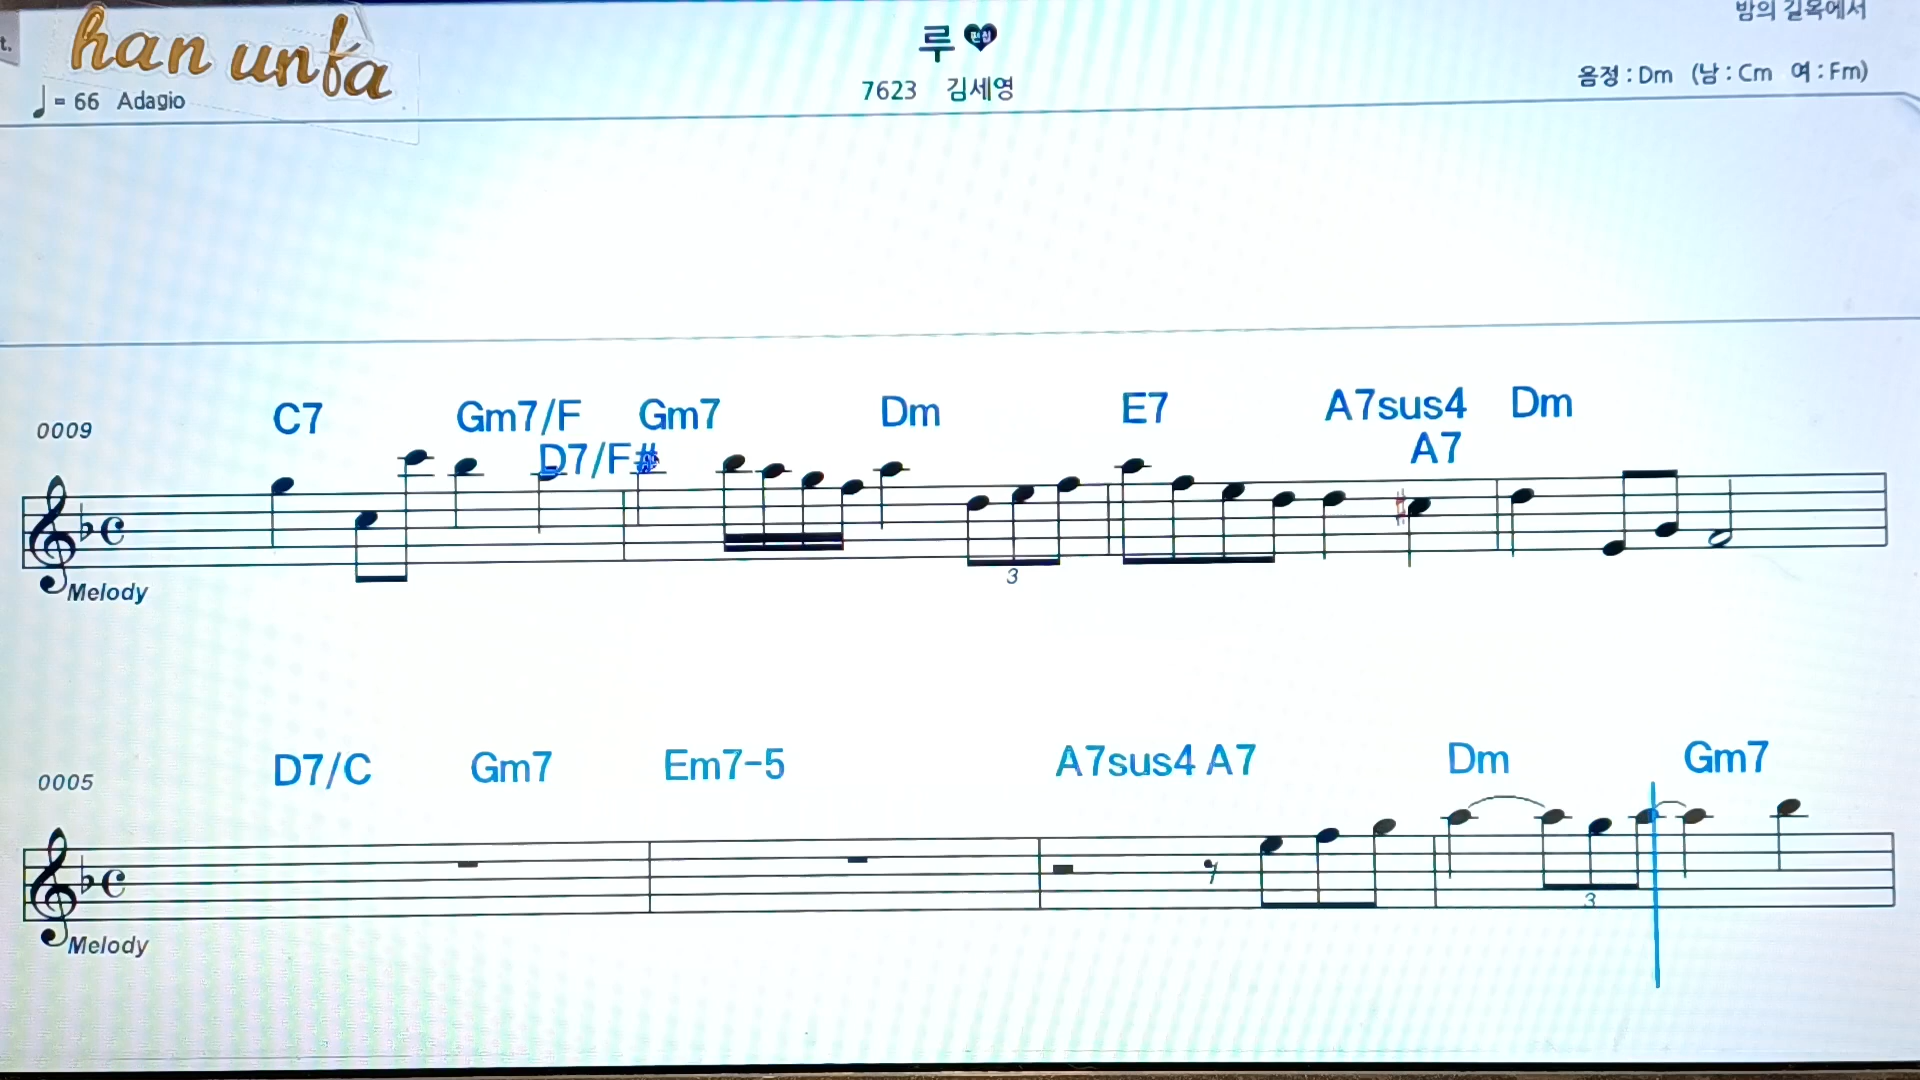 t.
han unfa
루 편집
밤의 길목에서
♩= 66 Adagio
7623 김세영
음정 : Dm (남 : Cm 여 : Fm)
0009
C7 Gm7/F Gm7 Dm E7 A7sus4 Dm
D7/F# A7
3
Melody
0005
D7/C Gm7 Em7-5 A7sus4 A7 Dm Gm7
3
Melody